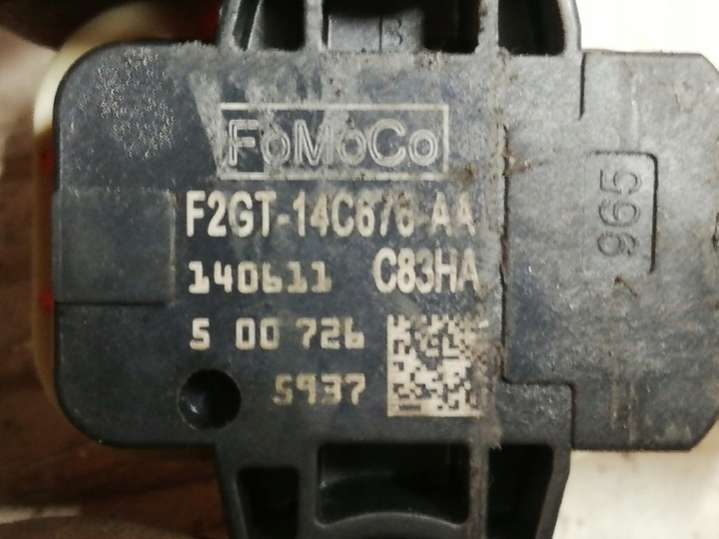 FoMoCo
F2GT-14C676-AA
140611 C83HA
5 00 726
5937
965